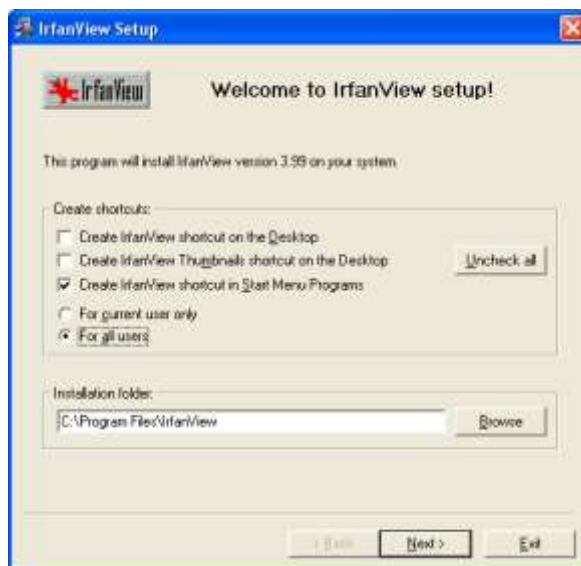 IrfanView Setup
IrfanView
Welcome to IrfanView setup!
This program will install IrfanView version 3.99 on your system.
Create shortcuts:
Create IrfanView shortcut on the Desktop
Create IrfanView Thumbnails shortcut on the Desktop
Uncheck all
Create IrfanView shortcut in Start Menu Programs
For current user only
For all users
Installation folder:
C:\Program Files\IrfanView
Browse
< Back
Next >
Exit